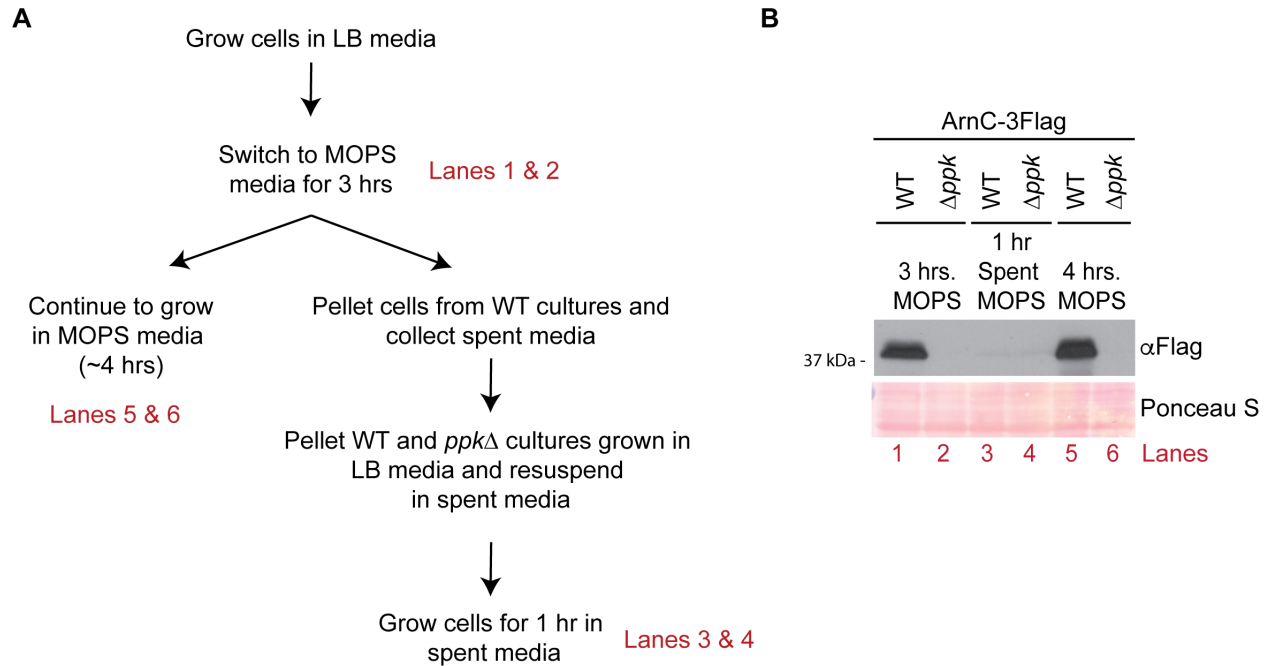 A
Grow cells in LB media
Switch to MOPS
media for 3 hrs
Lanes 1 & 2
Continue to grow
in MOPS media
(~4 hrs)
Lanes 5 & 6
Pellet cells from WT cultures and
collect spent media
Pellet WT and ppkΔ cultures grown in
LB media and resuspend
in spent media
Grow cells for 1 hr in
spent media
Lanes 3 & 4
B
ArnC-3Flag
WT Δppk WT Δppk WT Δppk
3 hrs.
MOPS
1 hr
Spent
MOPS
4 hrs.
MOPS
37 kDa -
αFlag
Ponceau S
1 2 3 4 5 6 Lanes